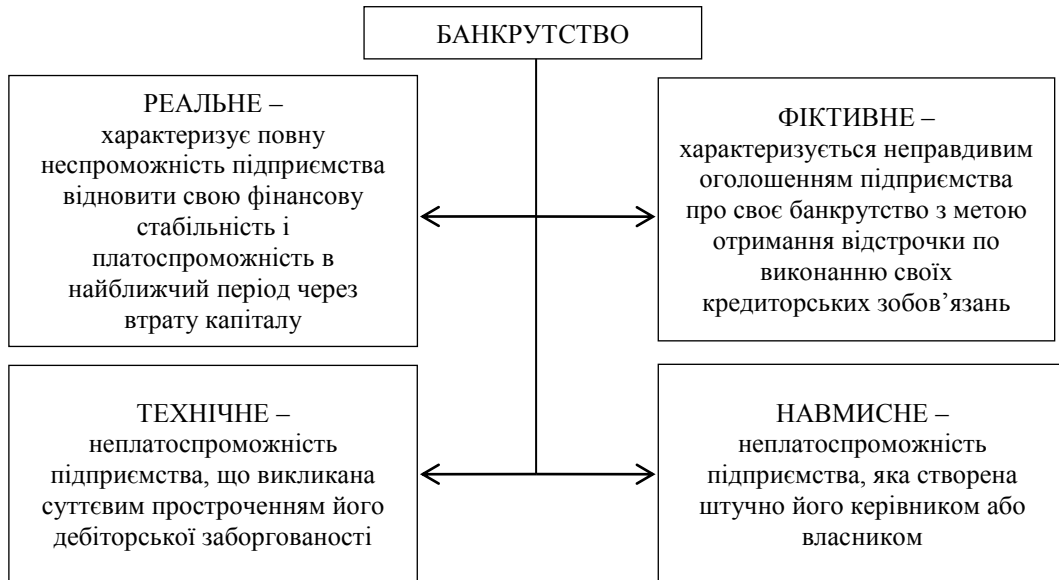 БАНКРУТСТВО
РЕАЛЬНЕ –
характеризує повну
неспроможність підприємства
відновити свою фінансову
стабільність і
платоспроможність в
найближчий період через
втрату капіталу
ФІКТИВНЕ –
характеризується неправдивим
оголошенням підприємства
про своє банкрутство з метою
отримання відстрочки по
виконанню своїх
кредиторських зобов’язань
ТЕХНІЧНЕ –
неплатоспроможність
підприємства, що викликана
суттєвим простроченням його
дебіторської заборгованості
НАВМИСНЕ –
неплатоспроможність
підприємства, яка створена
штучно його керівником або
власником